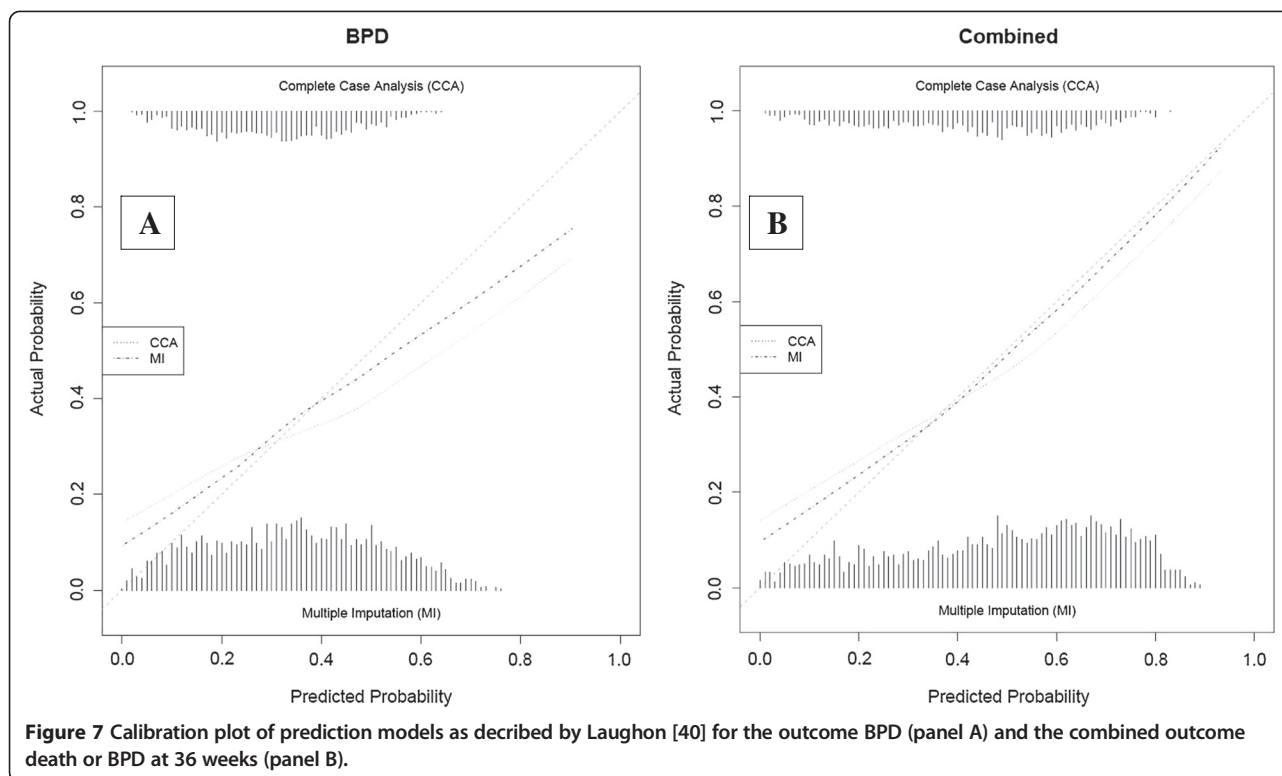 BPD
Complete Case Analysis (CCA)
1.0
0.8
0.6
0.4
0.2
0.0
Actual Probability
A
CCA
MI
Multiple Imputation (MI)
0.0 0.2 0.4 0.6 0.8 1.0
Predicted Probability
Combined
Complete Case Analysis (CCA)
1.0
0.8
0.6
0.4
0.2
0.0
Actual Probability
B
CCA
MI
Multiple Imputation (MI)
0.0 0.2 0.4 0.6 0.8 1.0
Predicted Probability
Figure 7 Calibration plot of prediction models as decribed by Laughon [40] for the outcome BPD (panel A) and the combined outcome
death or BPD at 36 weeks (panel B).